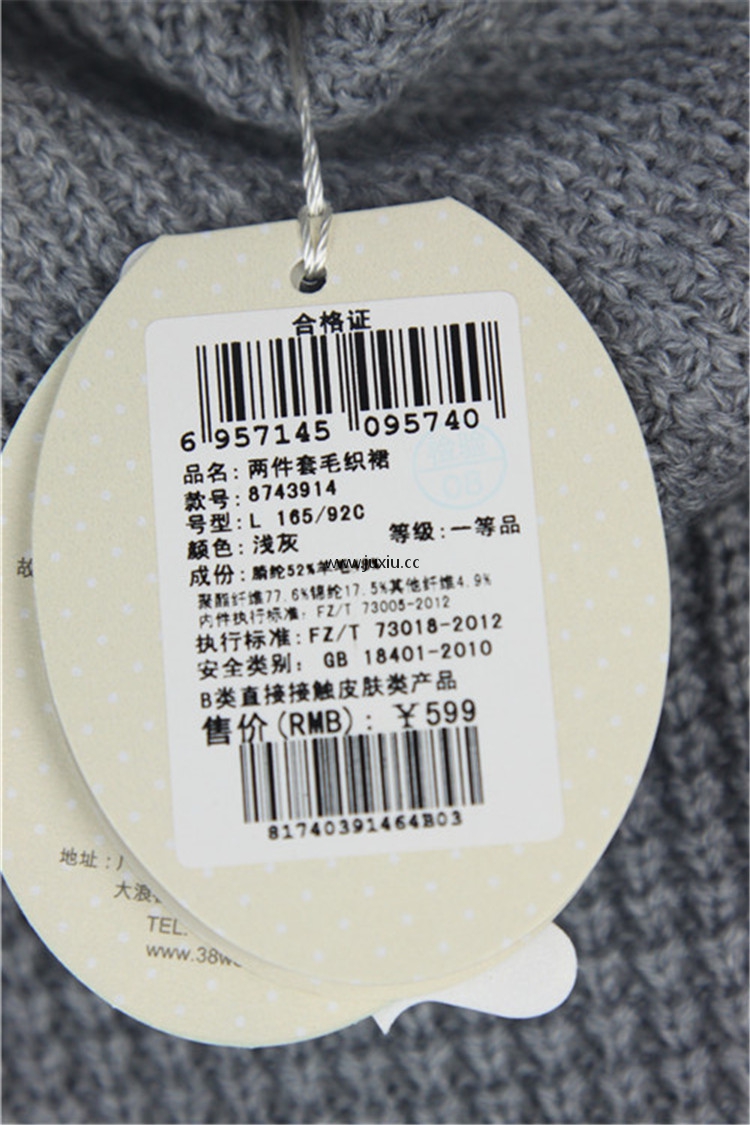 合格证
6 957145 095740
品名: 两件套毛织裙
款号: 8743914
号型: L 165/92C
颜色: 浅灰 等级: 一等品
www.juxiu.cc
成份: 腈纶52%羊毛
聚酯纤维77.6%锦纶17.5%其他纤维4.9%
内件执行标准: FZ/T 73005-2012
执行标准: FZ/T 73018-2012
安全类别: GB 18401-2010
B类直接接触皮肤类产品
售价(RMB): ¥599
81740391464B03
故
地址:
大浪
TEL.
www.38w